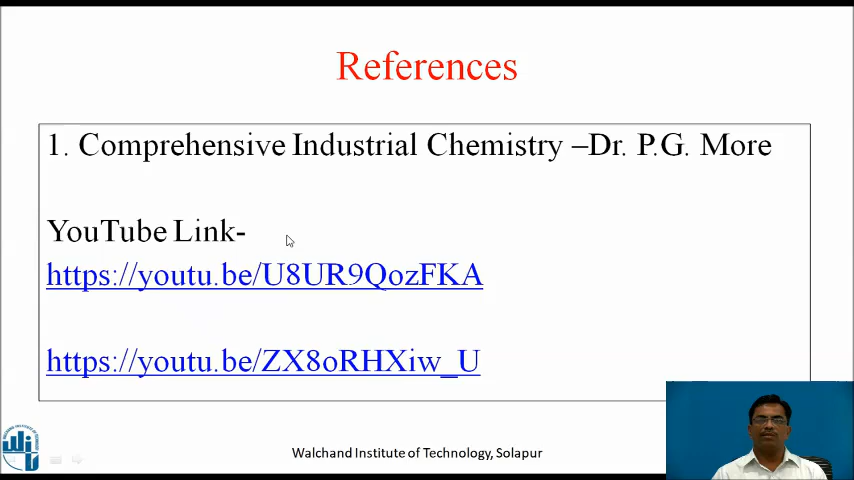 References
1. Comprehensive Industrial Chemistry –Dr. P.G. More
YouTube Link-
https://youtu.be/U8UR9QozFKA
https://youtu.be/ZX8oRHXiw_U
Walchand Institute of Technology, Solapur